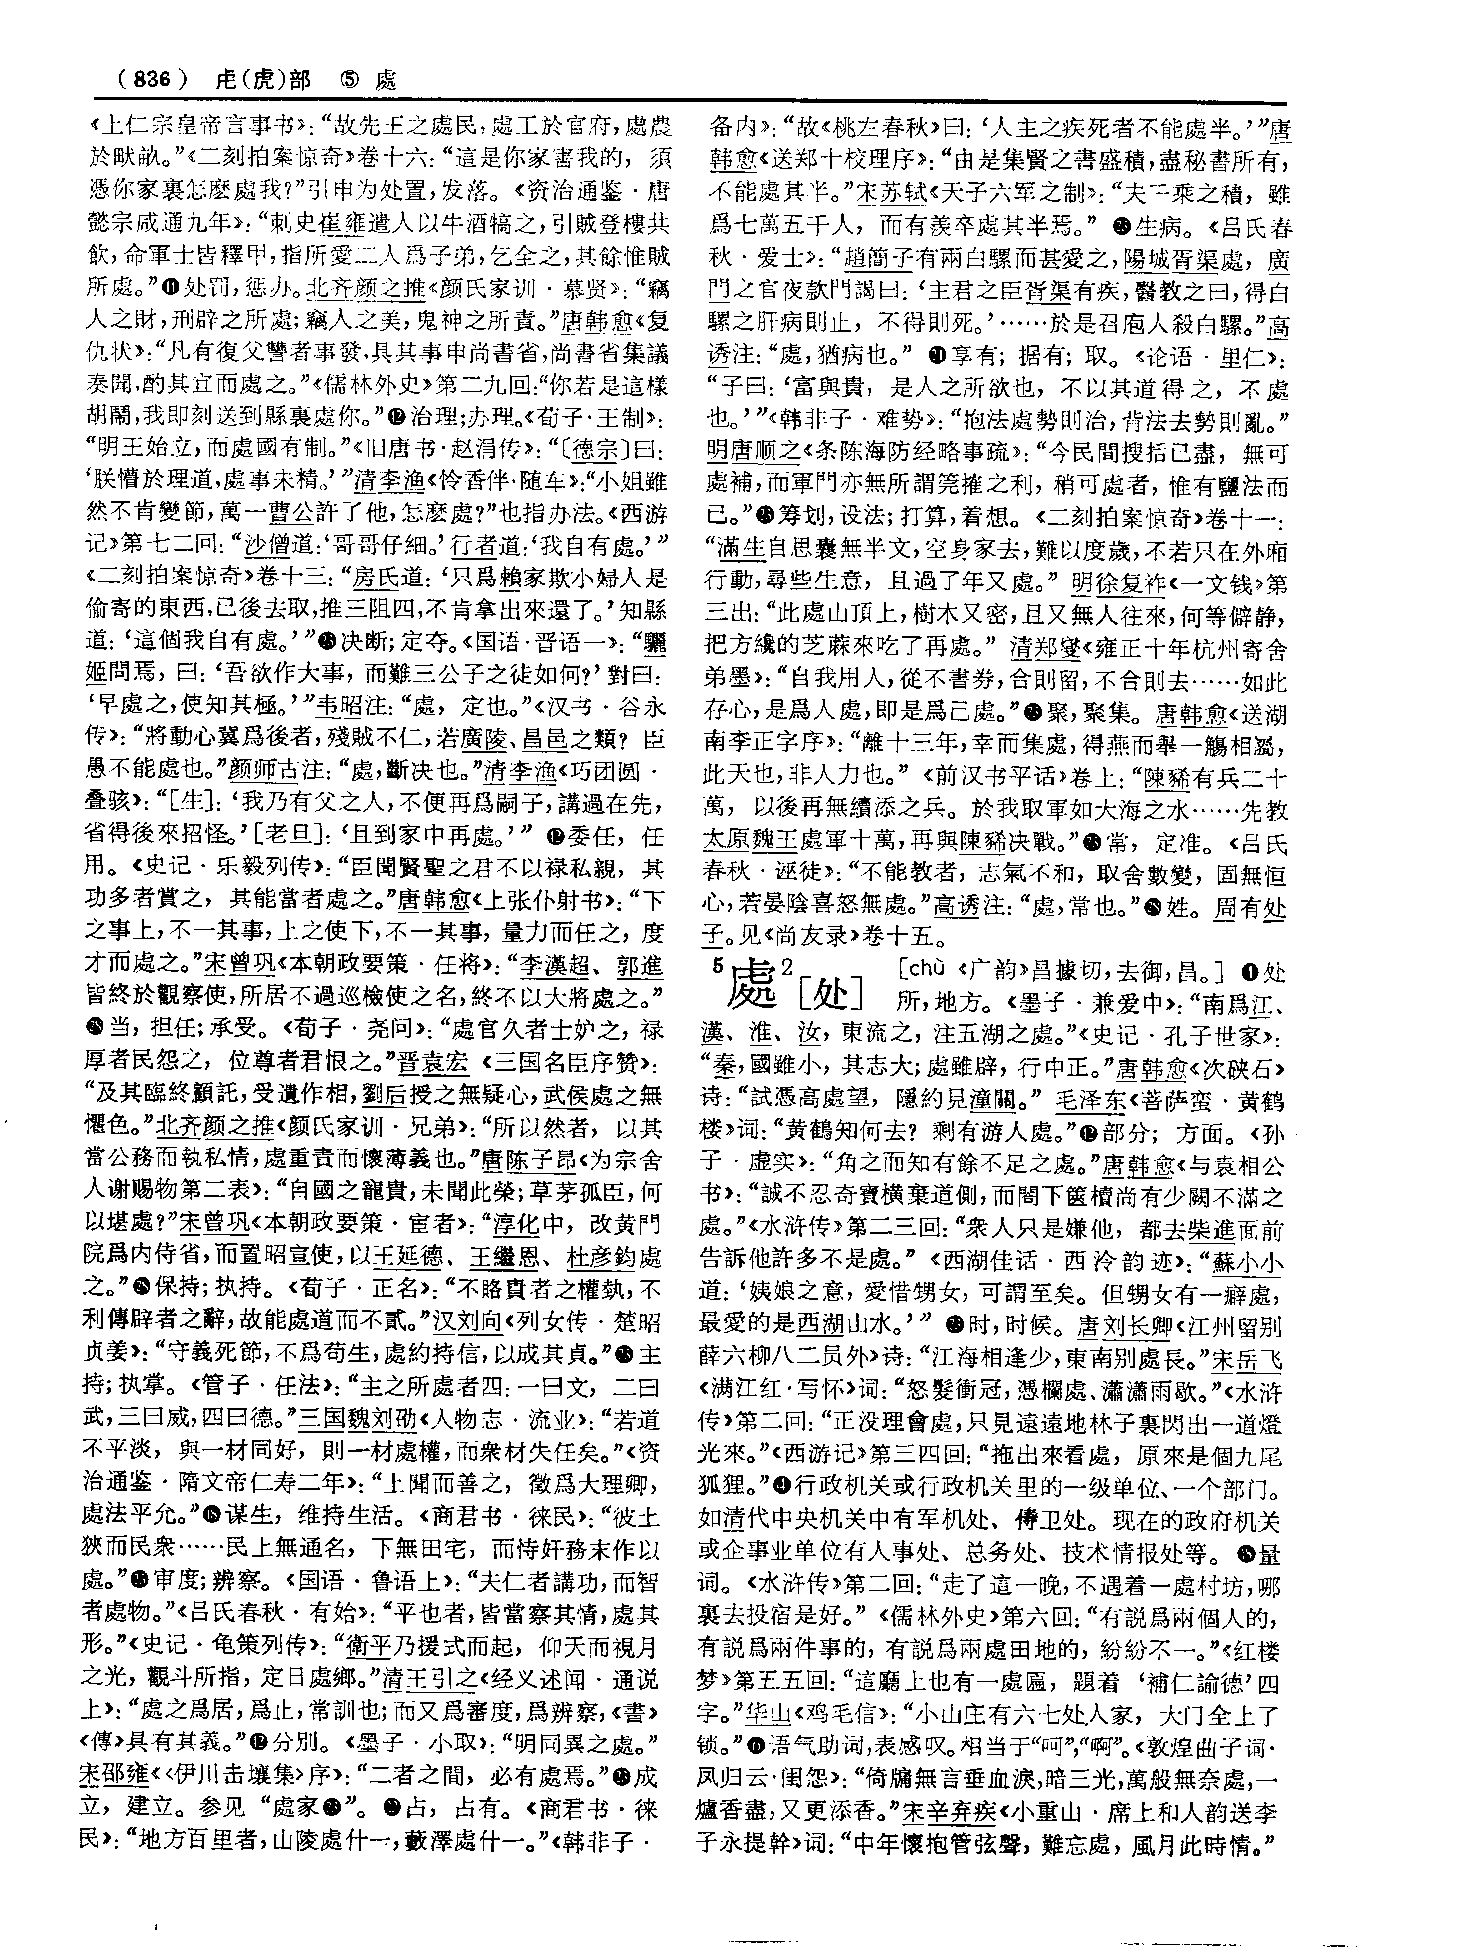 （836） 虍（虎）部 ⑤ 處
《上仁宗皇帝言事书》：“故先王之處民，處工於官府，處農
於畎畝。”《二刻拍案惊奇》卷十六：“這是你家害我的，須
憑你家裏怎麽處我？”引申为处置，发落。《资治通鉴·唐
懿宗咸通九年》：“刺史崔雍遣人以牛酒犒之，引賊登樓共
飲，命軍士皆釋甲，指所愛二人爲子弟，乞全之，其餘惟賊
所處。”⓫处罚，惩办。北齐颜之推《颜氏家训·慕贤》：“竊
人之財，刑辟之所處；竊人之美，鬼神之所責。”唐韩愈《复
仇状》：“凡有復父讐者事發，具其事申尚書省，尚書省集議
奏聞，酌其宜而處之。”《儒林外史》第二九回：“你若是這樣
胡鬧，我即刻送到縣裏處你。”⓬治理；办理。《荀子·王制》：
“明王始立，而處國有制。”《旧唐书·赵涓传》：“〔德宗〕曰：
‘朕懵於理道，處事未精。’”清李渔《怜香伴·随车》：“小姐雖
然不肯變節，萬一曹公許了他，怎麽處？”也指办法。《西游
记》第七二回：“沙僧道：‘哥哥仔细。’行者道：‘我自有處。’”
《二刻拍案惊奇》卷十三：“房氏道：‘只爲賴家欺小婦人是
偷寄的東西，已後去取，推三阻四，不肯拿出來還了。’知縣
道：‘這個我自有處。’”⓭决断；定夺。《国语·晋语一》：“驪
姬問焉，曰：‘吾欲作大事，而難三公子之徒如何？’對曰：
‘早處之，使知其極。’”韦昭注：“處，定也。”《汉书·谷永
传》：“將動心冀爲後者，殘賊不仁，若廣陵、昌邑之類？臣
愚不能處也。”颜师古注：“處，斷决也。”清李渔《巧团圆·
叠骇》：“[生]：‘我乃有父之人，不便再爲嗣子，講過在先，
省得後來招怪。’[老旦]：‘且到家中再處。’”⓮委任，任
用。《史记·乐毅列传》：“臣聞賢聖之君不以禄私親，其
功多者賞之，其能當者處之。”唐韩愈《上张仆射书》：“下
之事上，不一其事，上之使下，不一其事，量力而任之，度
才而處之。”宋曾巩《本朝政要策·任将》：“李漢超、郭進
皆終於觀察使，所居不過巡檢使之名，終不以大將處之。”
⓯当，担任；承受。《荀子·尧问》：“處官久者士妒之，禄
厚者民怨之，位尊者君恨之。”晋袁宏《三国名臣序赞》：
“及其臨終顧託，受遺作相，劉后授之無疑心，武侯處之無
懼色。”北齐颜之推《颜氏家训·兄弟》：“所以然者，以其
當公務而執私情，處重責而懷薄義也。”唐陈子昂《为宗舍
人谢赐物第二表》：“自國之寵貴，未聞此榮；草茅孤臣，何
以堪處？”宋曾巩《本朝政要策·宦者》：“淳化中，改黄門
院爲内侍省，而置昭宣使，以王延德、王繼恩、杜彦鈞處
之。”⓰保持；执持。《荀子·正名》：“不賂貴者之權埶，不
利傳辟者之辭，故能處道而不貳。”汉刘向《列女传·楚昭
贞姜》：“守義死節，不爲苟生，處約持信，以成其貞。”⓱主
持；执掌。《管子·任法》：“主之所處者四：一曰文，二曰
武，三曰威，四曰德。”三国魏刘劭《人物志·流业》：“若道
不平淡，與一材同好，則一材處權，而衆材失任矣。”《资
治通鉴·隋文帝仁寿二年》：“上聞而善之，徵爲大理卿，
處法平允。”⓲谋生，维持生活。《商君书·徕民》：“彼土
狹而民衆……民上無通名，下無田宅，而恃奸務末作以
處。”⓳审度；辨察。《国语·鲁语上》：“夫仁者講功，而智
者處物。”《吕氏春秋·有始》：“平也者，皆當察其情，處其
形。”《史记·龟策列传》：“衛平乃援式而起，仰天而視月
之光，觀斗所指，定日處鄉。”清王引之《经义述闻·通说
上》：“處之爲居，爲止，常訓也；而又爲審度，爲辨察，《書》
《傳》具有其義。”⓴分别。《墨子·小取》：“明同異之處。”
宋邵雍《〈伊川击壤集〉序》：“二者之間，必有處焉。”㉑成
立，建立。参见“處家”。㉒占，占有。《商君书·徕
民》：“地方百里者，山陵處什一，藪澤處什一。”《韩非子·
备内》：“故《桃左春秋》曰：‘人主之疾死者不能處半。’”唐
韩愈《送郑十校理序》：“由是集賢之書盛積，盡秘書所有，
不能處其半。”宋苏轼《天子六军之制》：“夫千乘之積，雖
爲七萬五千人，而有羨卒處其半焉。”㉓生病。《吕氏春
秋·爱士》：“趙簡子有兩白騾而甚愛之，陽城胥渠處，廣
門之官夜款門謁曰：‘主君之臣胥渠有疾，醫教之曰，得白
騾之肝病則止，不得則死。’……於是召庖人殺白騾。”高
诱注：“處，猶病也。”㉔享有；据有；取。《论语·里仁》：
“子曰：‘富與貴，是人之所欲也，不以其道得之，不處
也。’”《韩非子·难势》：“抱法處勢則治，背法去勢則亂。”
明唐顺之《条陈海防经略事疏》：“今民間搜括已盡，無可
處補，而軍門亦無所謂筦搉之利，稍可處者，惟有鹽法而
已。”㉕筹划，设法；打算，着想。《二刻拍案惊奇》卷十一：
“滿生自思囊無半文，空身家去，難以度歲，不若只在外廂
行動，尋些生意，且過了年又處。”明徐复祚《一文钱》第
三出：“此處山頂上，樹木又密，且又無人往來，何等僻静，
把方纔的芝蔴來吃了再處。”清郑燮《雍正十年杭州寄舍
弟墨》：“自我用人，從不書券，合則留，不合則去……如此
存心，是爲人處，即是爲己處。”㉖聚，聚集。唐韩愈《送湖
南李正字序》：“離十三年，幸而集處，得燕而舉一觴相屬，
此天也，非人力也。”《前汉书平话》卷上：“陳豨有兵二十
萬，以後再無續添之兵。於我取軍如大海之水……先教
太原魏王處軍十萬，再與陳豨决戰。”㉗常，定准。《吕氏
春秋·诬徒》：“不能教者，志氣不和，取舍數變，固無恒
心，若晏陰喜怒無處。”高诱注：“處，常也。”㉘姓。周有处
子。见《尚友录》卷十五。
5 處2 [处] [chù 《广韵》昌據切，去御，昌。] ❶处
所，地方。《墨子·兼爱中》：“南爲江、
漢、淮、汝，東流之，注五湖之處。”《史记·孔子世家》：
“秦，國雖小，其志大；處雖辟，行中正。”唐韩愈《次硖石》
诗：“試憑高處望，隱約見潼關。”毛泽东《菩萨蛮·黄鹤
楼》词：“黄鹤知何去？剩有游人處。”❷部分；方面。《孙
子·虚实》：“角之而知有餘不足之處。”唐韩愈《与袁相公
书》：“誠不忍奇寶横棄道側，而閤下篋櫝尚有少闕不滿之
處。”《水浒传》第二三回：“衆人只是嫌他，都去柴進面前
告訴他許多不是處。”《西湖佳话·西泠韵迹》：“蘇小小
道：‘姨娘之意，愛惜甥女，可謂至矣。但甥女有一癖處，
最愛的是西湖山水。’”❸时，时候。唐刘长卿《江州留别
薛六柳八二员外》诗：“江海相逢少，東南别處長。”宋岳飞
《满江红·写怀》词：“怒髮衝冠，憑欄處、瀟瀟雨歇。”《水浒
传》第二回：“正没理會處，只見遠遠地林子裏閃出一道燈
光來。”《西游记》第三四回：“拖出來看處，原來是個九尾
狐狸。”❹行政机关或行政机关里的一级单位、一个部门。
如清代中央机关中有军机处、侍卫处。现在的政府机关
或企事业单位有人事处、总务处、技术情报处等。❺量
词。《水浒传》第二回：“走了這一晚，不遇着一處村坊，哪
裏去投宿是好。”《儒林外史》第六回：“有説爲兩個人的，
有説爲兩件事的，有説爲兩處田地的，紛紛不一。”《红楼
梦》第五五回：“這廳上也有一處匾，題着‘補仁諭德’四
字。”华山《鸡毛信》：“小山庄有六七处人家，大门全上了
锁。”❻语气助词，表感叹。相当于“呵”，“啊”。《敦煌曲子词·
凤归云·闺怨》：“倚牖無言垂血淚，暗三光，萬般無奈處，一
爐香盡，又更添香。”宋辛弃疾《小重山·席上和人韵送李
子永提幹》词：“中年懷抱管弦聲，難忘處，風月此時情。”